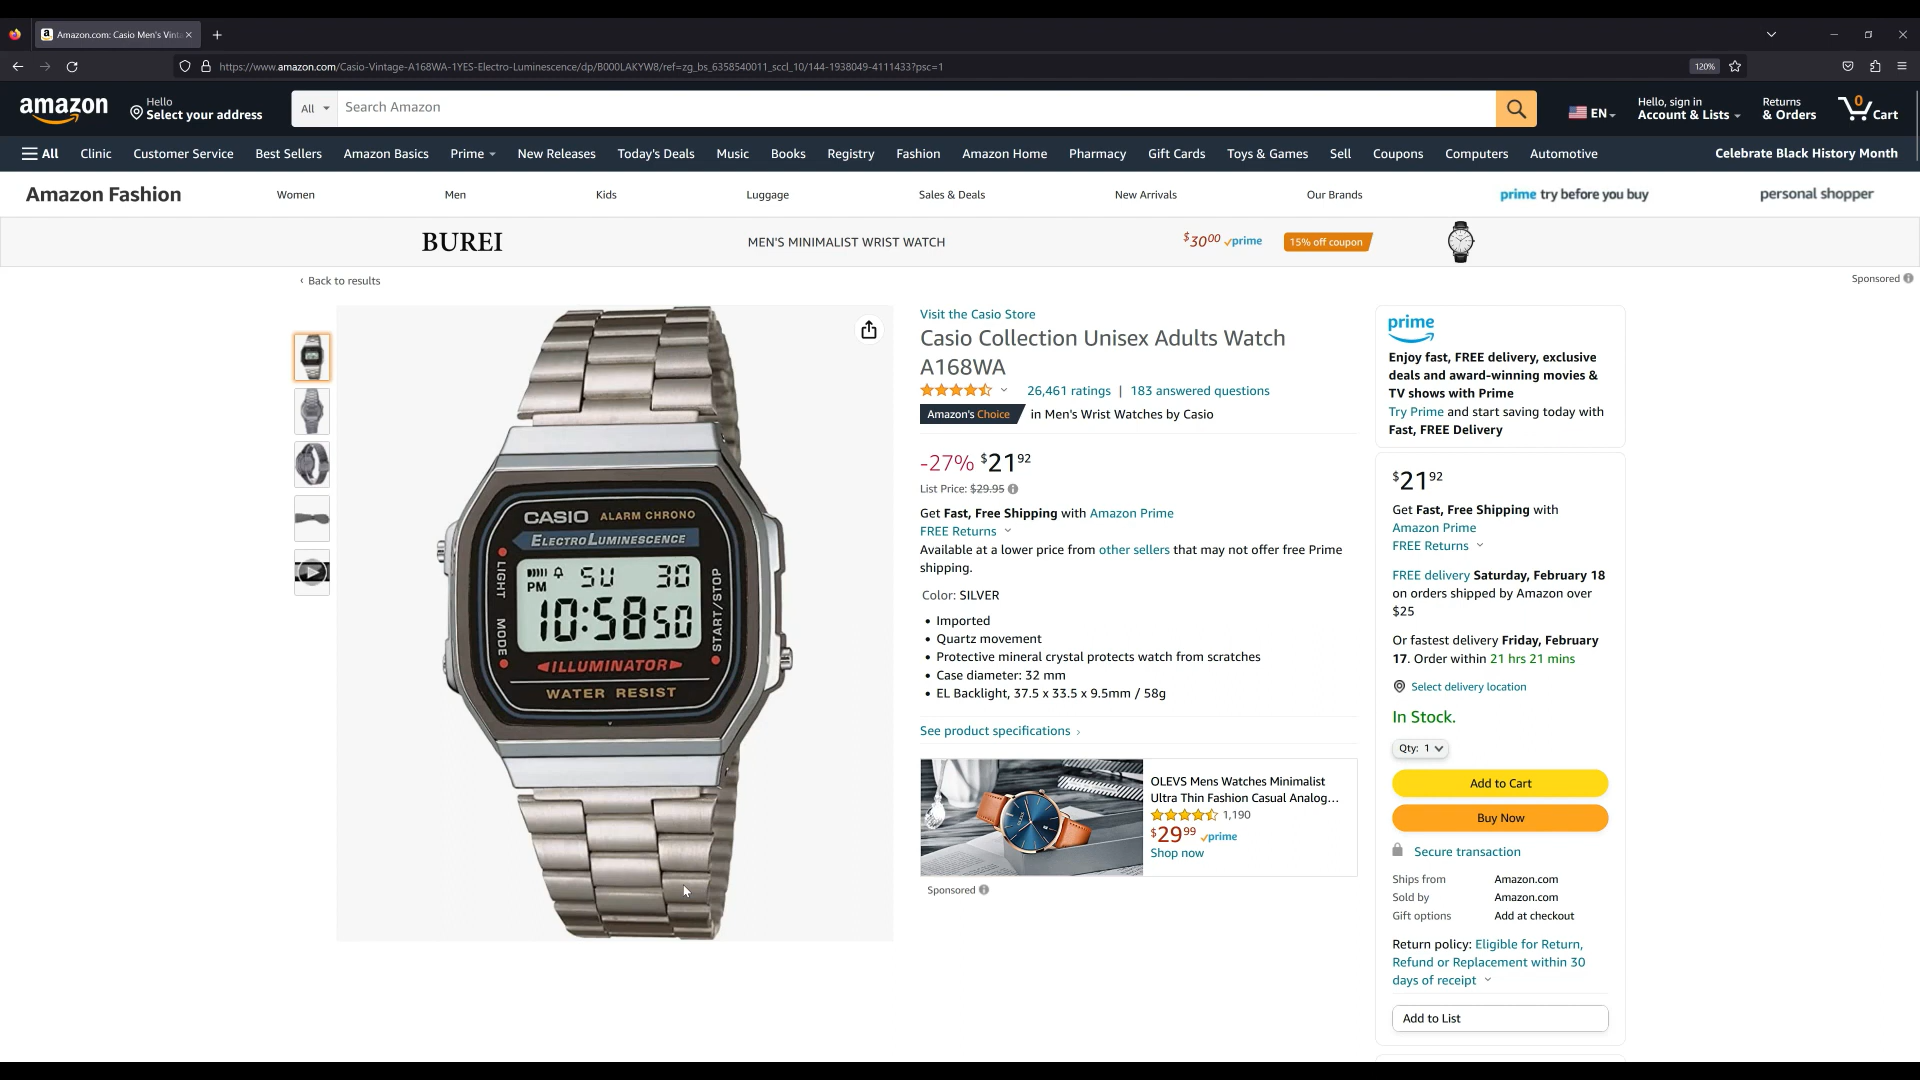 Amazon.com: Casio Men's Vint
https://www.amazon.com/Casio-Vintage-A168WA-1YES-Electro-Luminescence/dp/B000LAKYW8/ref=zg_bs_6358540011_sccl_10/144-1938049-4111433?psc=1
120%
amazon
Hello
Select your address
All
Search Amazon
EN
Hello, sign in
Account & Lists
Returns
& Orders
0
Cart
All
Clinic
Customer Service
Best Sellers
Amazon Basics
Prime
New Releases
Today's Deals
Music
Books
Registry
Fashion
Amazon Home
Pharmacy
Gift Cards
Toys & Games
Sell
Coupons
Computers
Automotive
Celebrate Black History Month
Amazon Fashion
Women
Men
Kids
Luggage
Sales & Deals
New Arrivals
Our Brands
prime try before you buy
personal shopper
BUREI
MEN'S MINIMALIST WRIST WATCH
$3000 prime
15% off coupon
‹ Back to results
Sponsored
CASIO ALARM CHRONO
ELECTRO LUMINESCENCE
LIGHT
MODE
START/STOP
PM
SU 30
10:58 50
ILLUMINATOR
WATER RESIST
Visit the Casio Store
Casio Collection Unisex Adults Watch
A168WA
26,461 ratings | 183 answered questions
Amazon's Choice in Men's Wrist Watches by Casio
-27% $2192
List Price: $29.95
Get Fast, Free Shipping with Amazon Prime
FREE Returns
Available at a lower price from other sellers that may not offer free Prime
shipping.
Color: SILVER
• Imported
• Quartz movement
• Protective mineral crystal protects watch from scratches
• Case diameter: 32 mm
• EL Backlight, 37.5 x 33.5 x 9.5mm / 58g
See product specifications ›
OLEVS Mens Watches Minimalist
Ultra Thin Fashion Casual Analog…
1,190
$2999 prime
Shop now
Sponsored
prime
Enjoy fast, FREE delivery, exclusive
deals and award-winning movies &
TV shows with Prime
Try Prime and start saving today with
Fast, FREE Delivery
$2192
Get Fast, Free Shipping with
Amazon Prime
FREE Returns
FREE delivery Saturday, February 18
on orders shipped by Amazon over
$25
Or fastest delivery Friday, February
17. Order within 21 hrs 21 mins
Select delivery location
In Stock.
Qty: 1
Add to Cart
Buy Now
Secure transaction
Ships from Amazon.com
Sold by Amazon.com
Gift options Add at checkout
Return policy: Eligible for Return,
Refund or Replacement within 30
days of receipt
Add to List